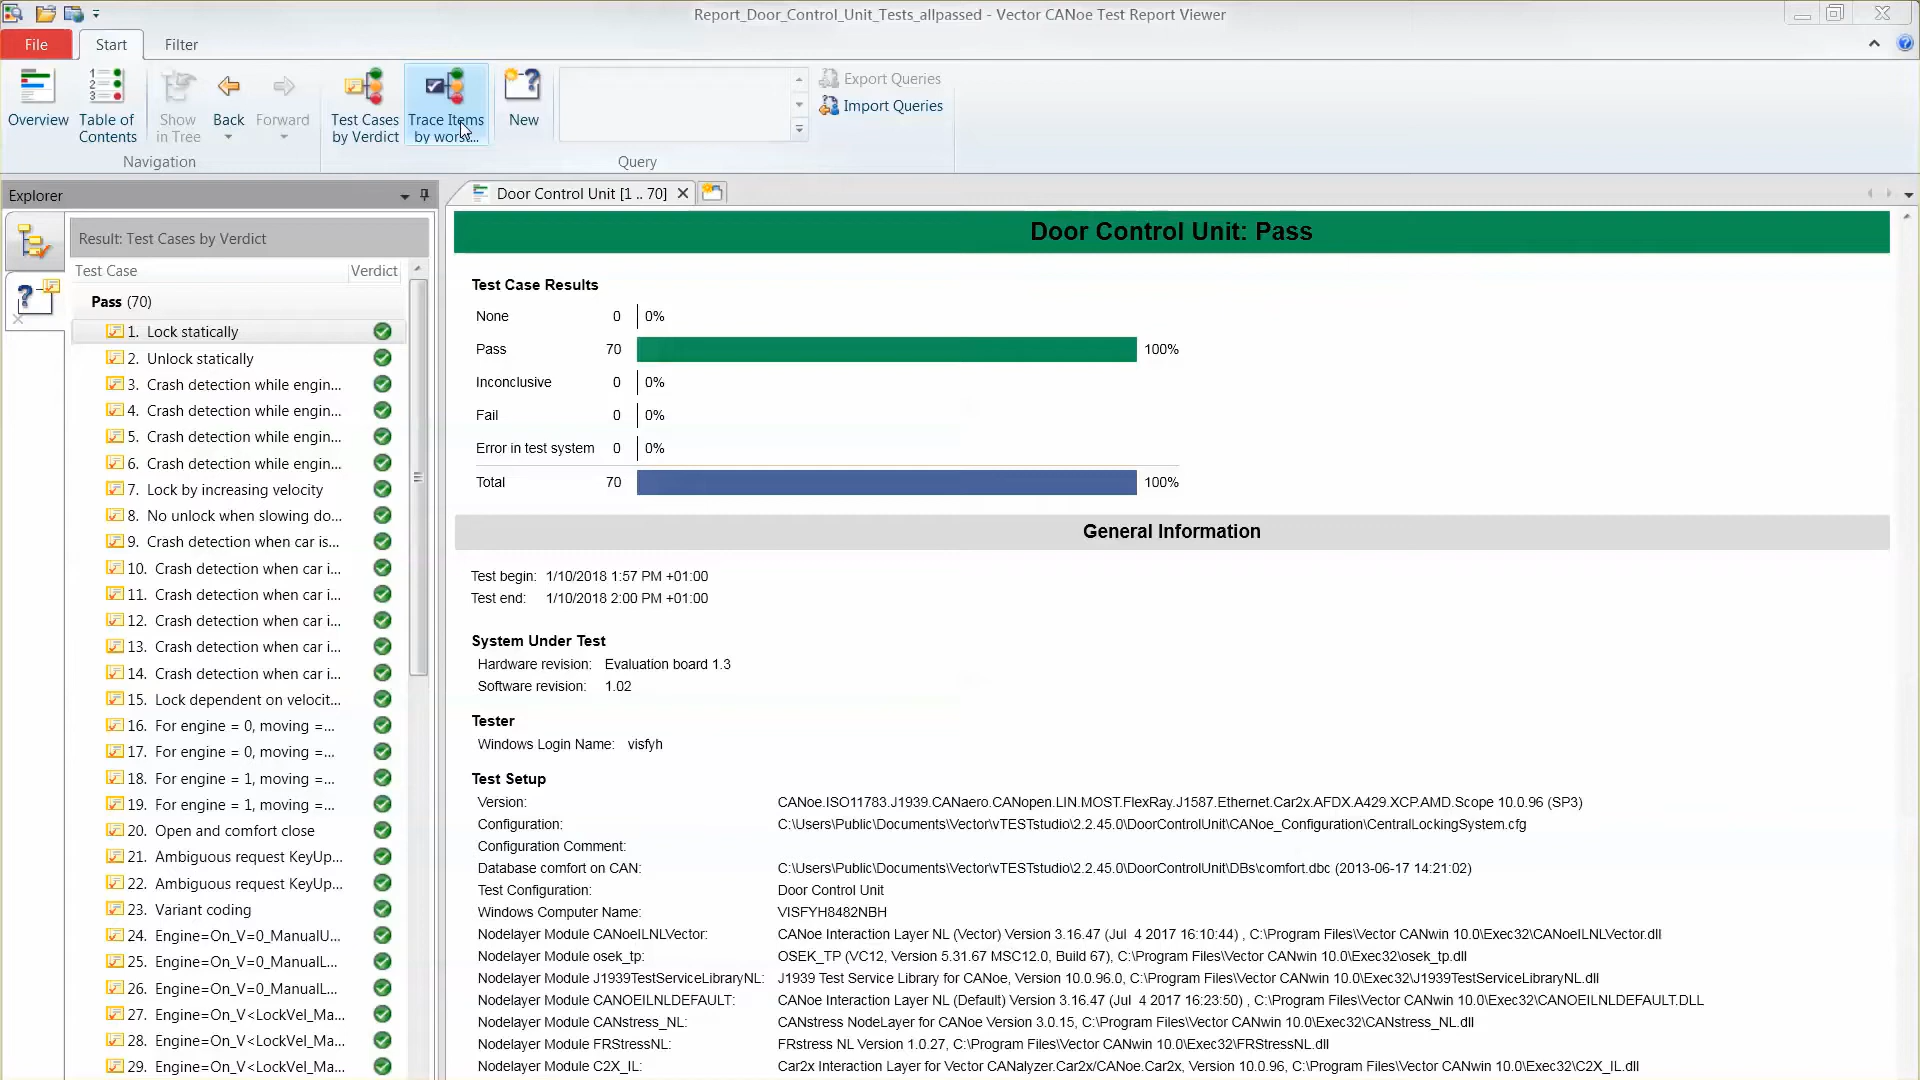 Report_Door_Control_Unit_Tests_allpassed - Vector CANoe Test Report Viewer
File Start Filter
Overview
Table of Contents
Show in Tree
Back
Forward
Test Cases by Verdict
Trace Items by worst...
New
Export Queries
Import Queries
Navigation
Query
Explorer
Door Control Unit [1 .. 70]
Result: Test Cases by Verdict
Test Case Verdict
Pass (70)
1. Lock statically
2. Unlock statically
3. Crash detection while engin...
4. Crash detection while engin...
5. Crash detection while engin...
6. Crash detection while engin...
7. Lock by increasing velocity
8. No unlock when slowing do...
9. Crash detection when car is...
10. Crash detection when car i...
11. Crash detection when car i...
12. Crash detection when car i...
13. Crash detection when car i...
14. Crash detection when car i...
15. Lock dependent on velocit...
16. For engine = 0, moving =...
17. For engine = 0, moving =...
18. For engine = 1, moving =...
19. For engine = 1, moving =...
20. Open and comfort close
21. Ambiguous request KeyUp...
22. Ambiguous request KeyUp...
23. Variant coding
24. Engine=On_V=0_ManualU...
25. Engine=On_V=0_ManualL...
26. Engine=On_V=0_ManualL...
27. Engine=On_V<LockVel_Ma...
28. Engine=On_V<LockVel_Ma...
29. Engine=On_V<LockVel_Ma...
Door Control Unit: Pass
Test Case Results
None 0 0%
Pass 70 100%
Inconclusive 0 0%
Fail 0 0%
Error in test system 0 0%
Total 70 100%
General Information
Test begin: 1/10/2018 1:57 PM +01:00
Test end: 1/10/2018 2:00 PM +01:00
System Under Test
Hardware revision: Evaluation board 1.3
Software revision: 1.02
Tester
Windows Login Name: visfyh
Test Setup
Version: CANoe.ISO11783.J1939.CANaero.CANopen.LIN.MOST.FlexRay.J1587.Ethernet.Car2x.AFDX.A429.XCP.AMD.Scope 10.0.96 (SP3)
Configuration: C:\Users\Public\Documents\Vector\vTESTstudio\2.2.45.0\DoorControlUnit\CANoe_Configuration\CentralLockingSystem.cfg
Configuration Comment:
Database comfort on CAN: C:\Users\Public\Documents\Vector\vTESTstudio\2.2.45.0\DoorControlUnit\DBs\comfort.dbc (2013-06-17 14:21:02)
Test Configuration: Door Control Unit
Windows Computer Name: VISFYH8482NBH
Nodelayer Module CANoeILNLVector: CANoe Interaction Layer NL (Vector) Version 3.16.47 (Jul  4 2017 16:10:44) , C:\Program Files\Vector CANwin 10.0\Exec32\CANoeILNLVector.dll
Nodelayer Module osek_tp: OSEK_TP (VC12, Version 5.31.67 MSC12.0, Build 67), C:\Program Files\Vector CANwin 10.0\Exec32\osek_tp.dll
Nodelayer Module J1939TestServiceLibraryNL: J1939 Test Service Library for CANoe, Version 10.0.96.0, C:\Program Files\Vector CANwin 10.0\Exec32\J1939TestServiceLibraryNL.dll
Nodelayer Module CANOEILNLDEFAULT: CANoe Interaction Layer NL (Default) Version 3.16.47 (Jul  4 2017 16:23:50) , C:\Program Files\Vector CANwin 10.0\Exec32\CANOEILNLDEFAULT.DLL
Nodelayer Module CANstress_NL: CANstress NodeLayer for CANoe Version 3.0.15, C:\Program Files\Vector CANwin 10.0\Exec32\CANstress_NL.dll
Nodelayer Module FRStressNL: FRstress NL Version 1.0.27, C:\Program Files\Vector CANwin 10.0\Exec32\FRStressNL.dll
Nodelayer Module C2X_IL: Car2x Interaction Layer for Vector CANalyzer.Car2x/CANoe.Car2x, Version 10.0.96, C:\Program Files\Vector CANwin 10.0\Exec32\C2X_IL.dll